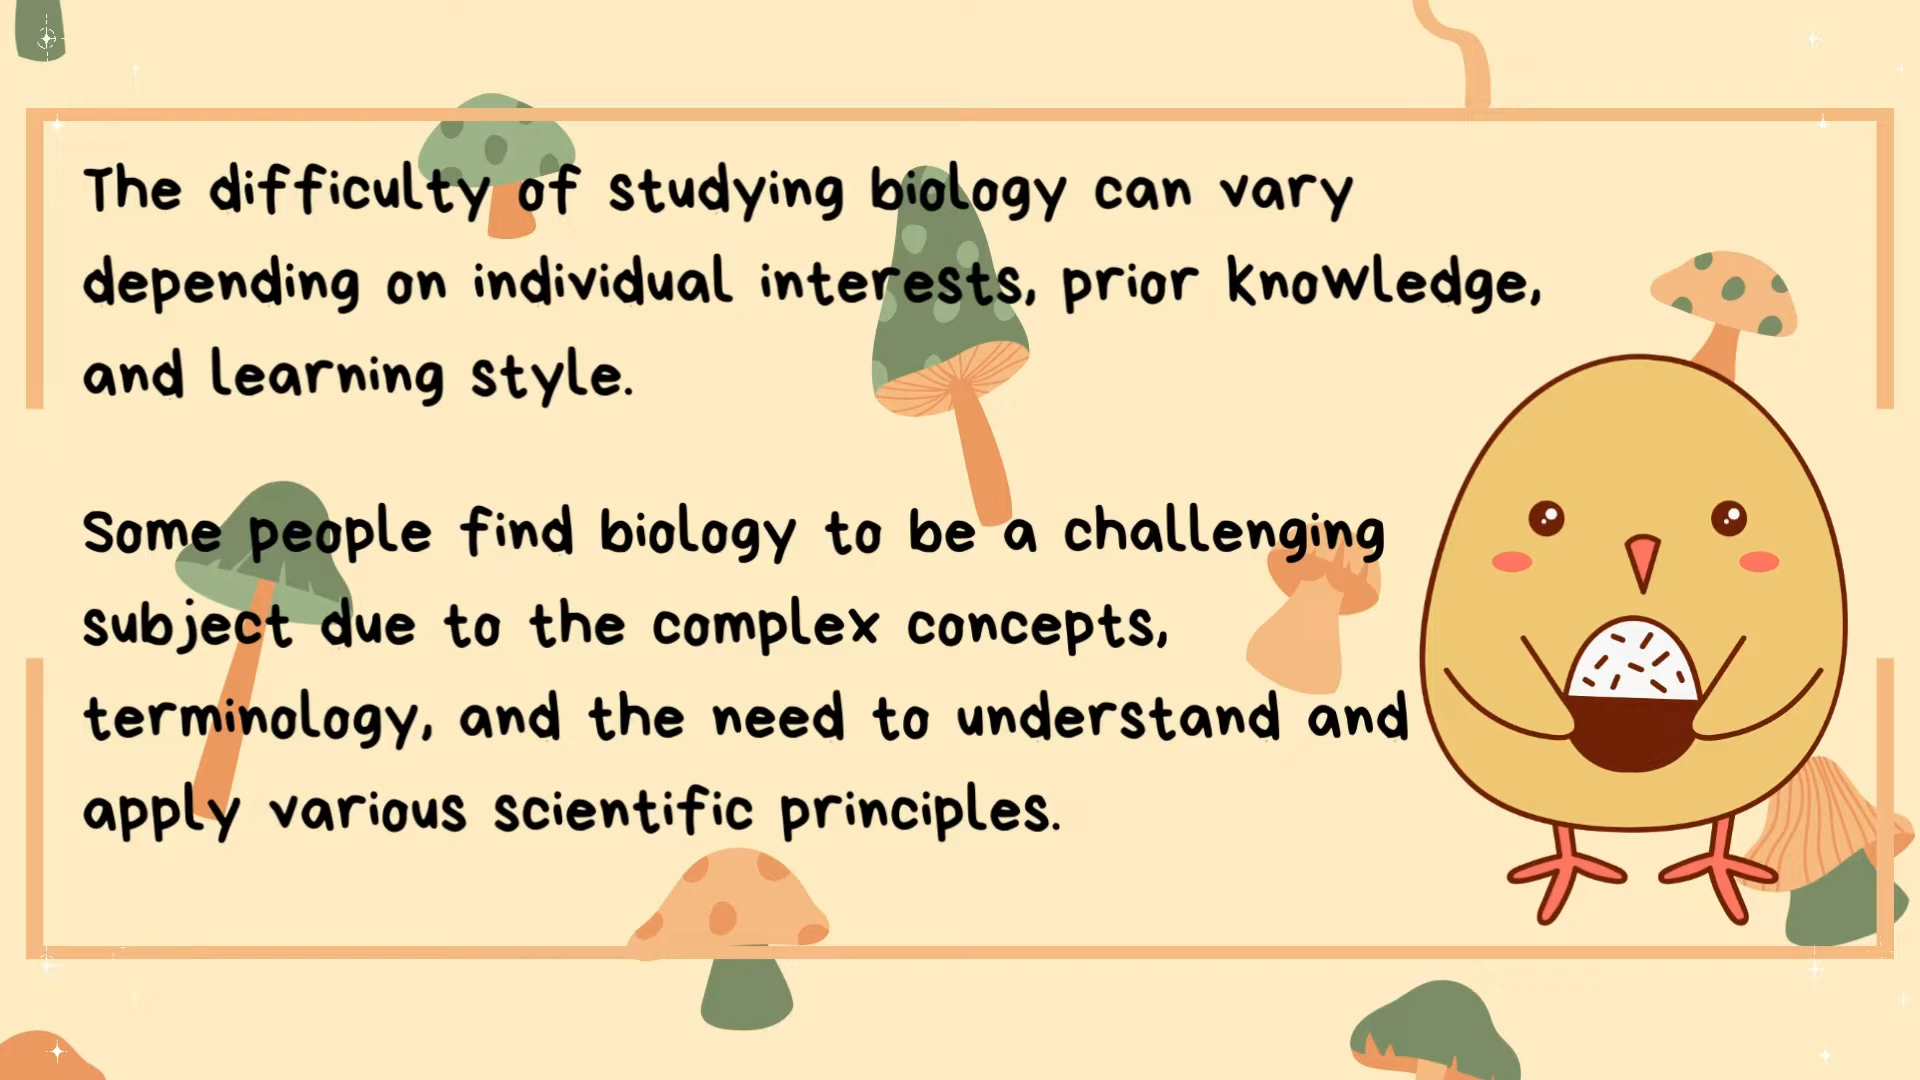 The difficulty of studying biology can vary
depending on individual interests, prior knowledge,
and learning style.
Some people find biology to be a challenging
subject due to the complex concepts,
terminology, and the need to understand and
apply various scientific principles.